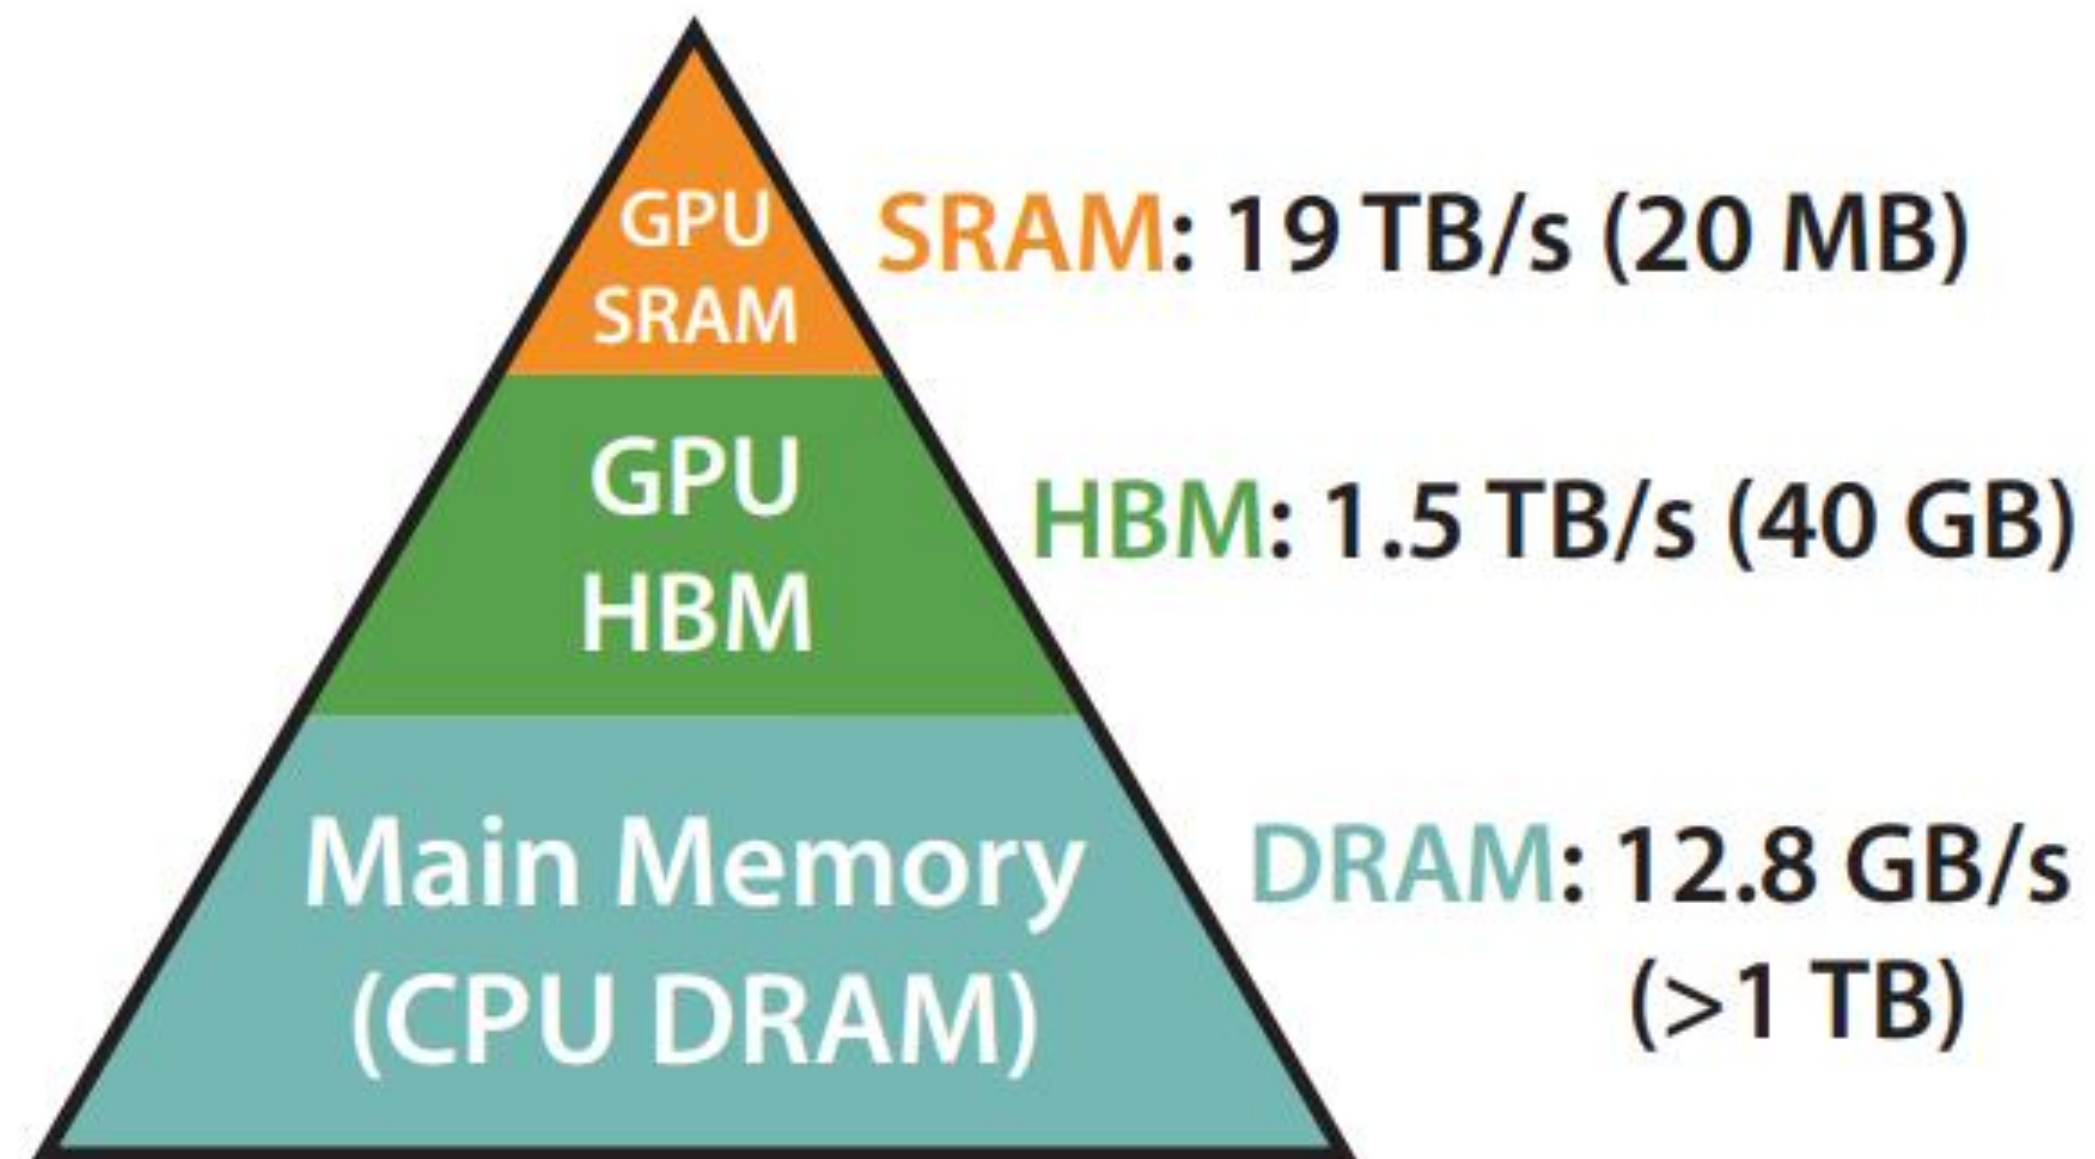 GPU
SRAM
SRAM: 19 TB/s (20 MB)
GPU
HBM
HBM: 1.5 TB/s (40 GB)
Main Memory
(CPU DRAM)
DRAM: 12.8 GB/s
(>1 TB)